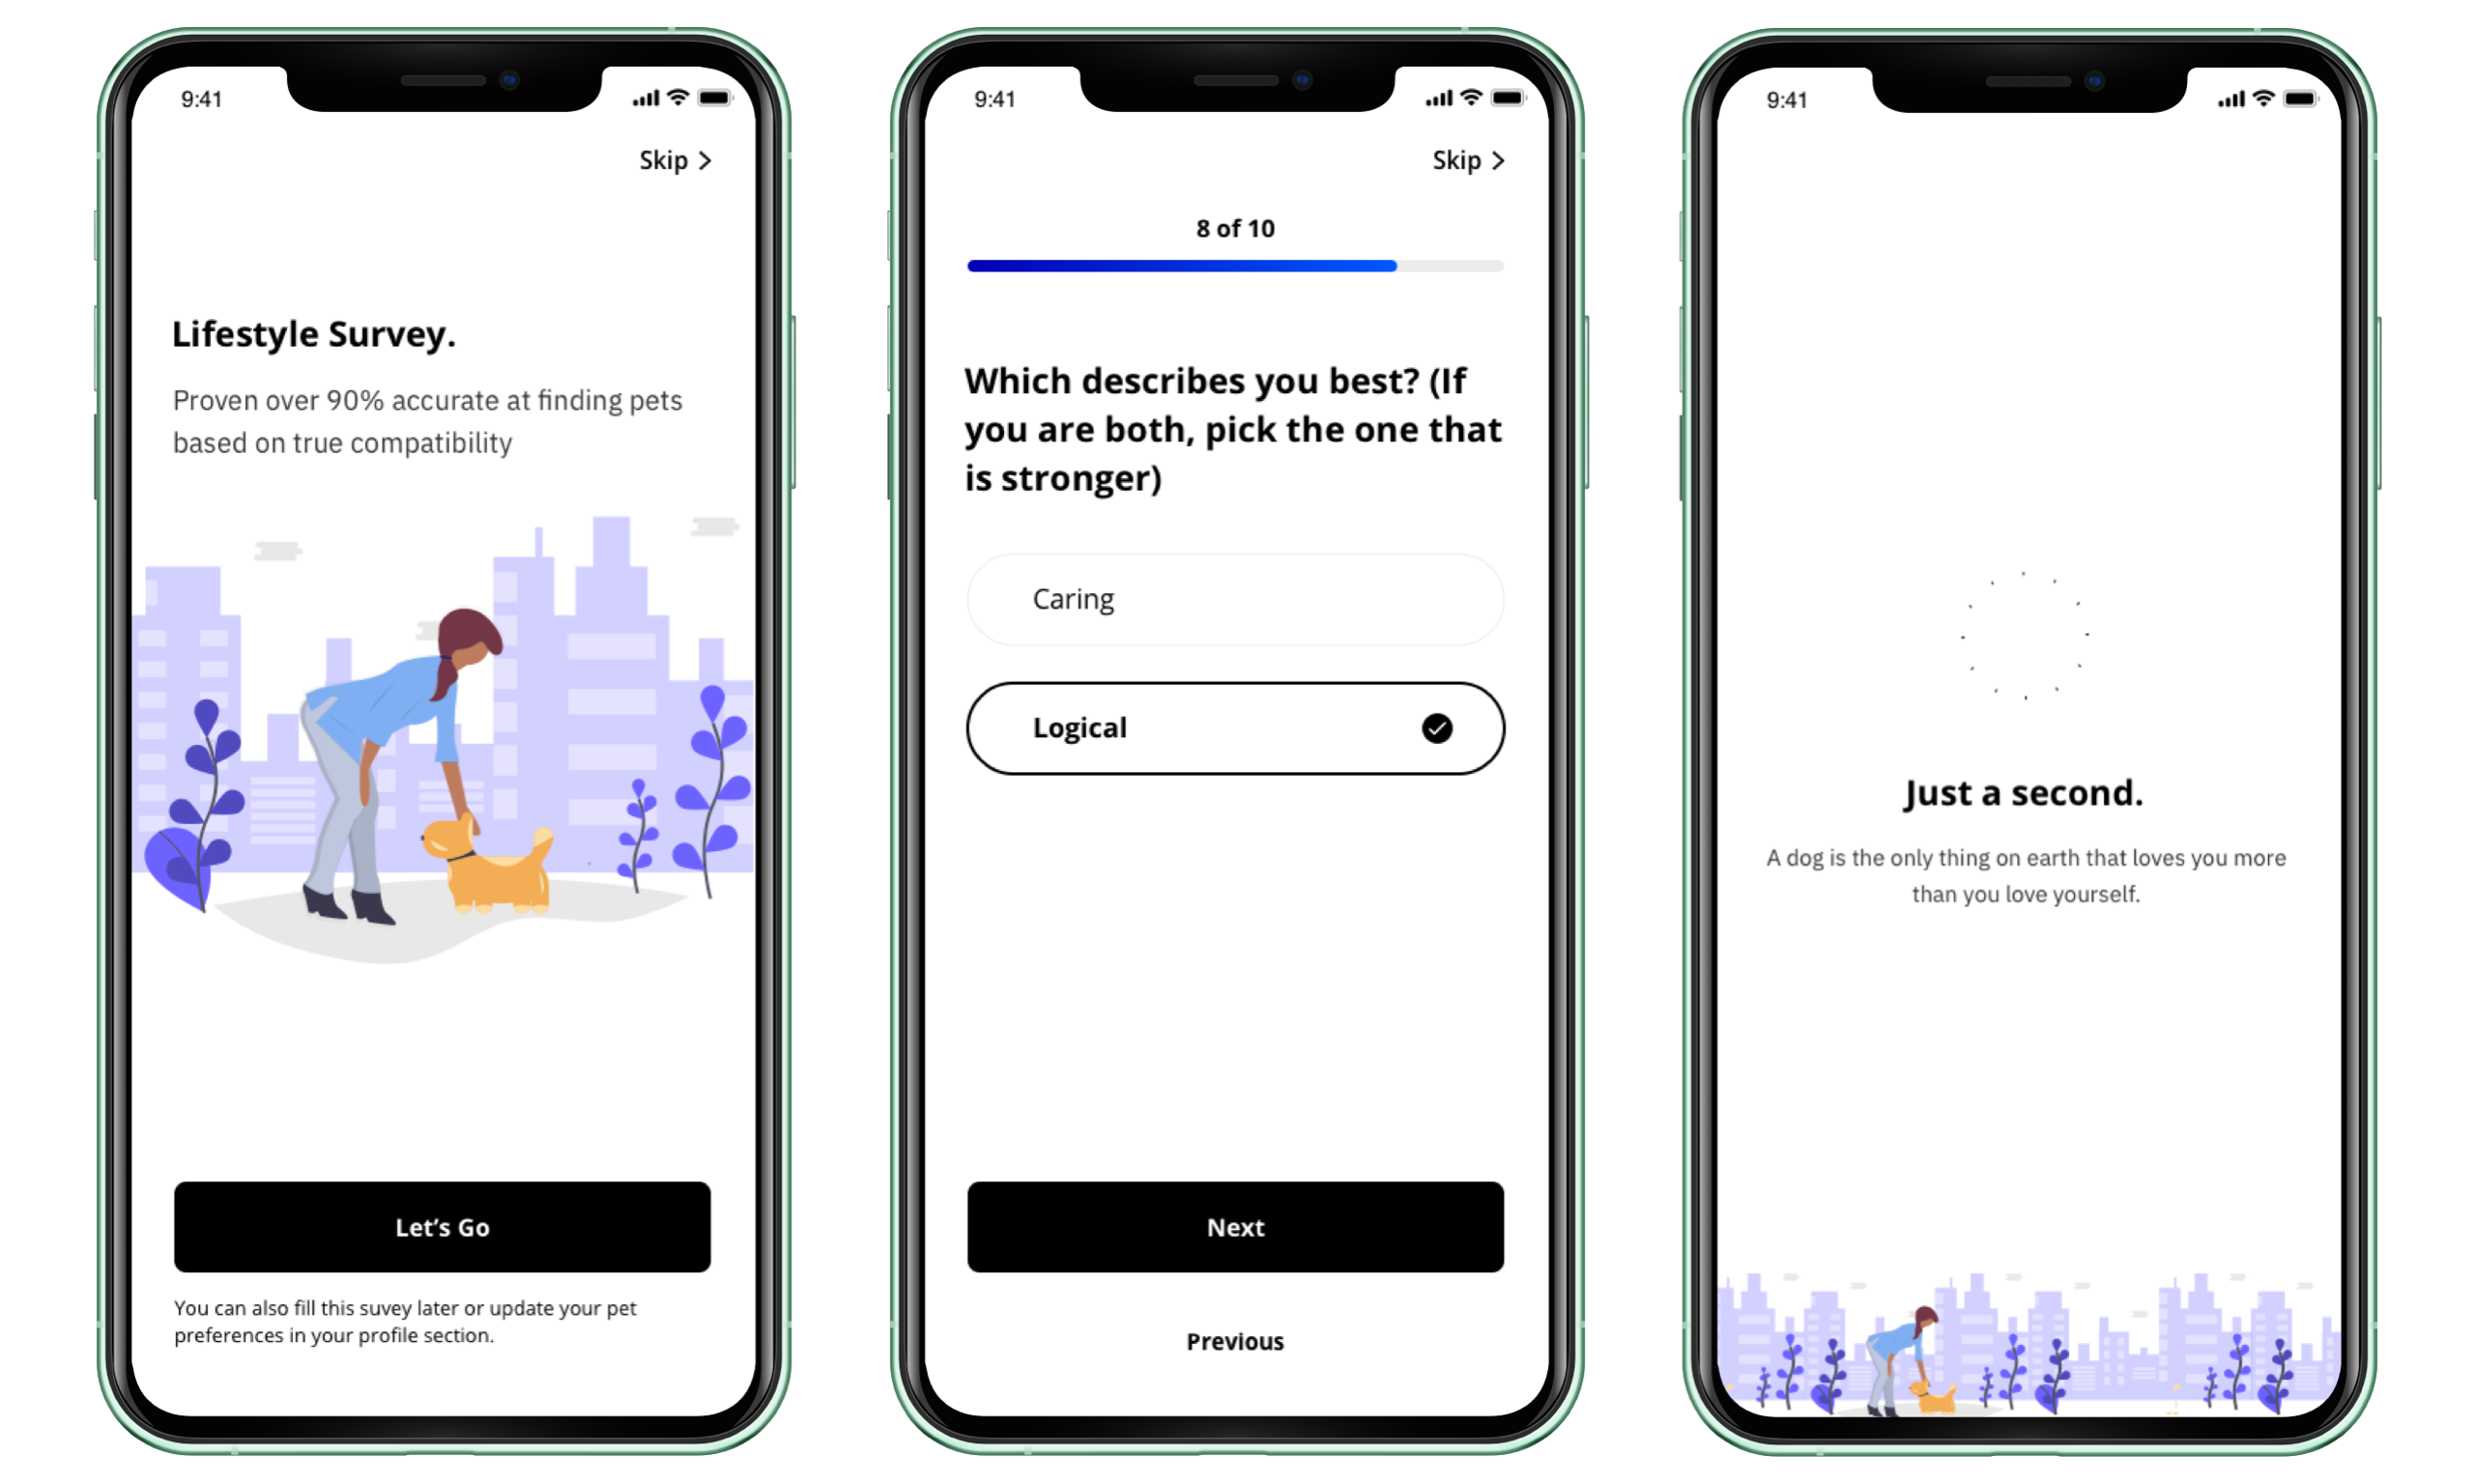 9:41
Skip >
Lifestyle Survey.
Proven over 90% accurate at finding pets
based on true compatibility
Let’s Go
You can also fill this suvey later or update your pet
preferences in your profile section.
9:41
Skip >
8 of 10
Which describes you best? (If
you are both, pick the one that
is stronger)
Caring
Logical
Next
Previous
9:41
Just a second.
A dog is the only thing on earth that loves you more
than you love yourself.